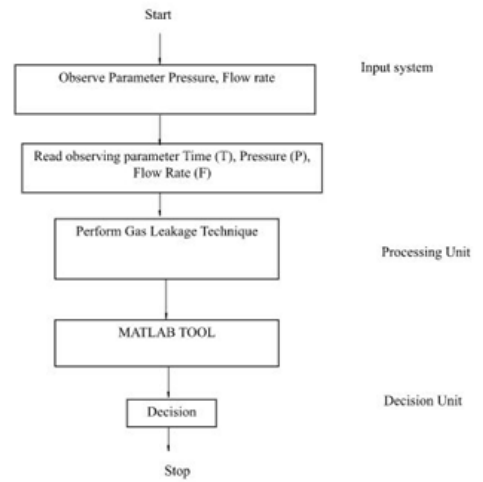 Start
Observe Parameter Pressure, Flow rate
Input system
Read observing parameter Time (T), Pressure (P),
Flow Rate (F)
Perform Gas Leakage Technique
Processing Unit
MATLAB TOOL
Decision
Decision Unit
Stop